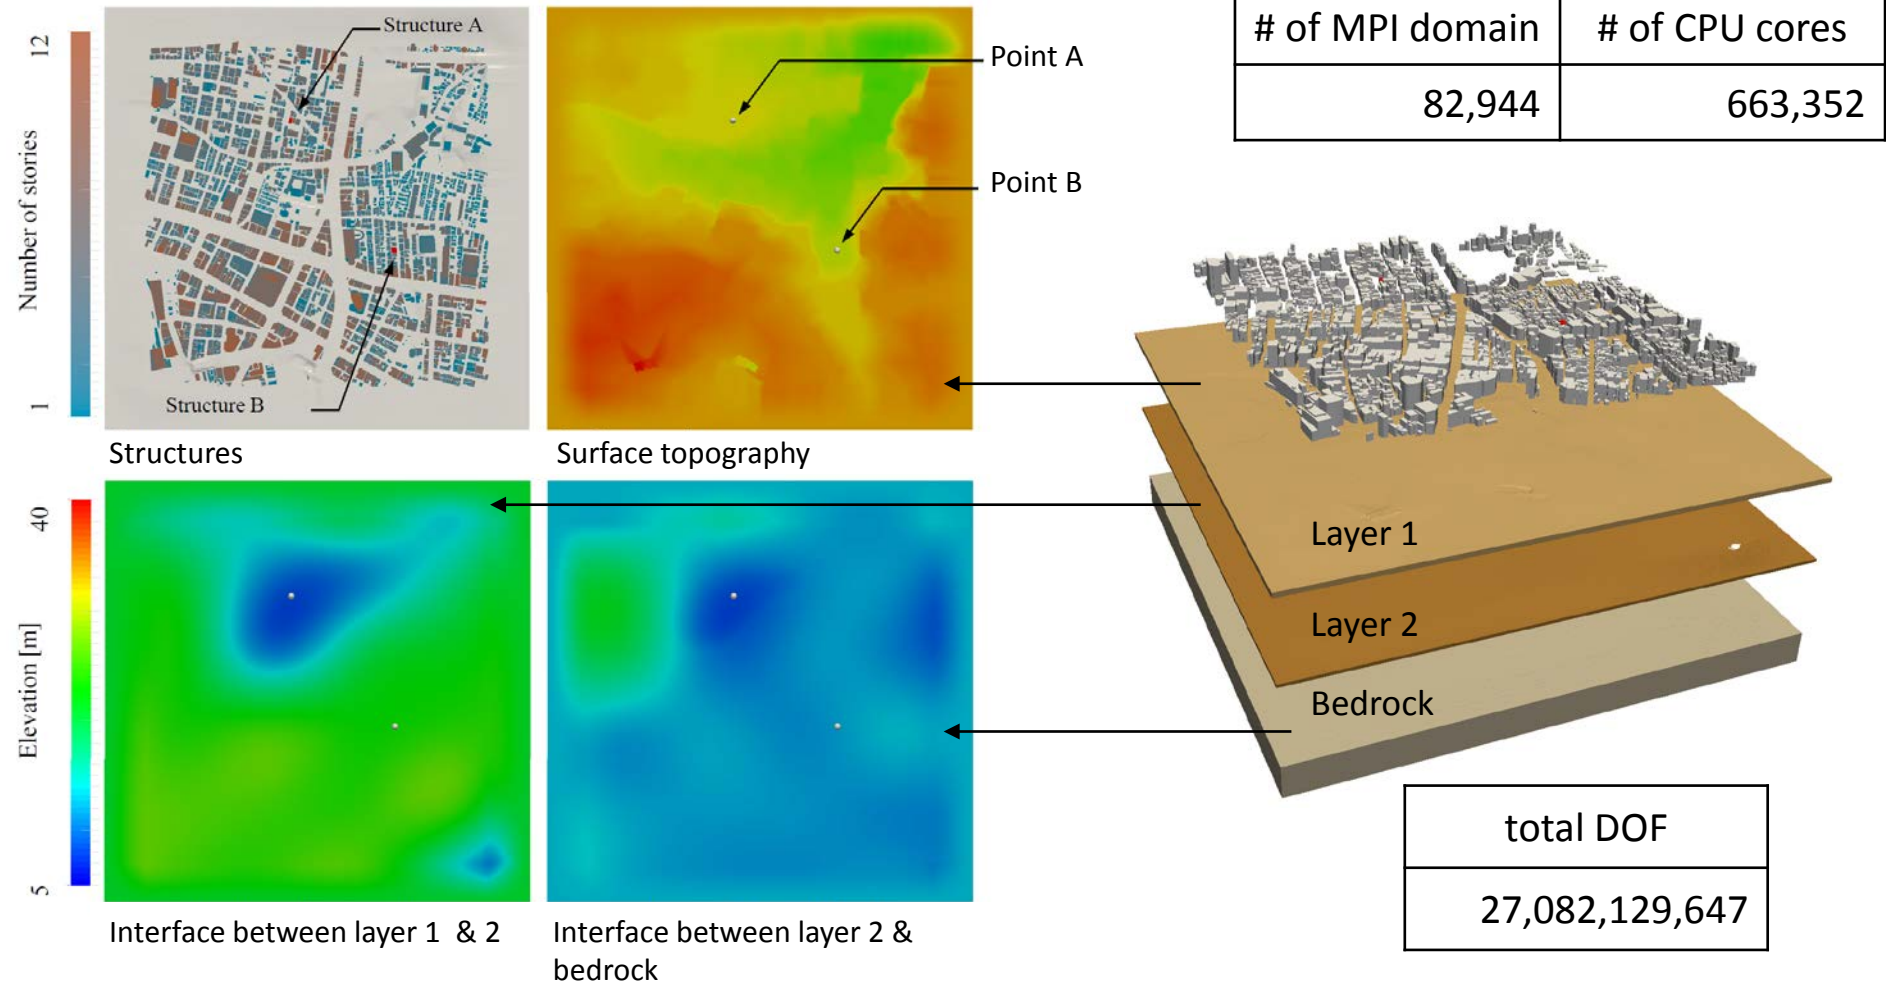 # of MPI domain
# of CPU cores
82,944
663,352
12
Number of stories
1
Structure A
Structure B
Structures
Point A
Point B
Surface topography
40
Elevation [m]
5
Interface between layer 1 & 2
Interface between layer 2 &
bedrock
Layer 1
Layer 2
Bedrock
total DOF
27,082,129,647